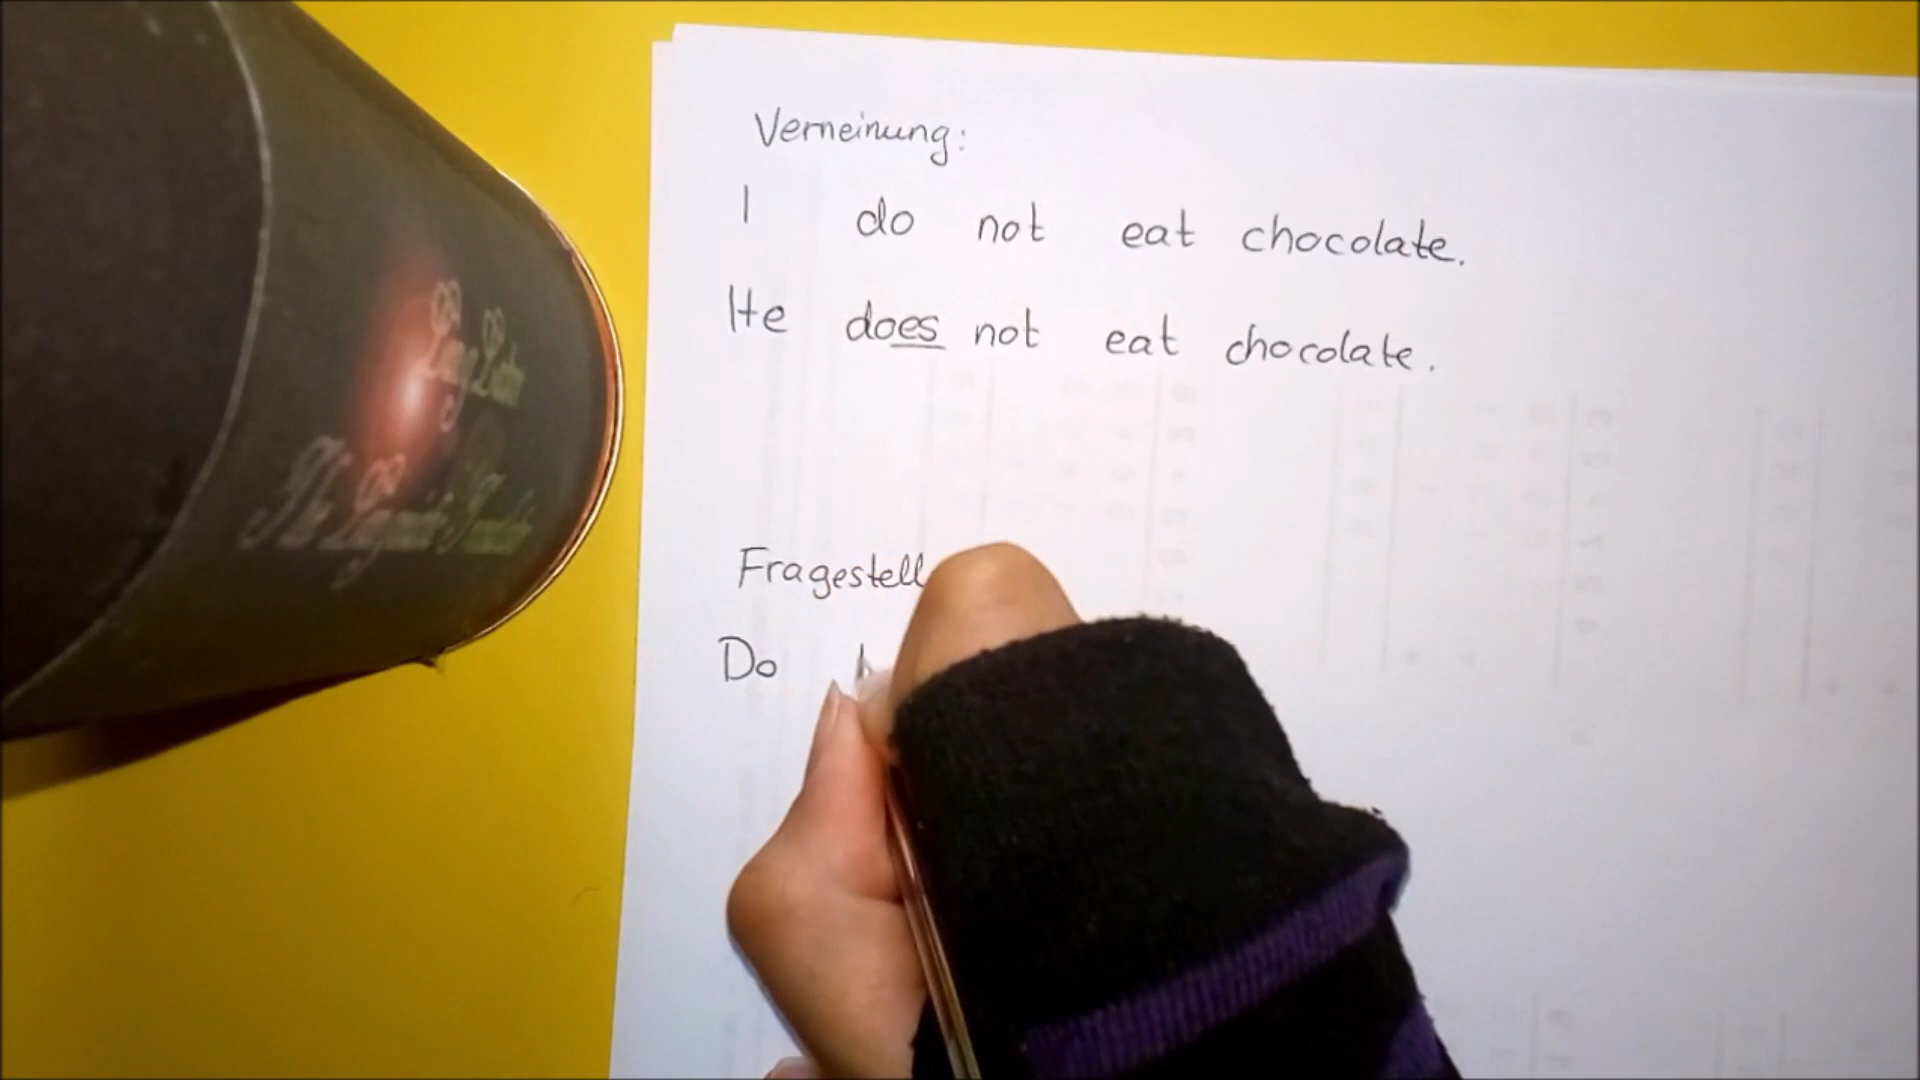 Verneinung:
I do not eat chocolate.
He does not eat chocolate.
Fragestell
Do